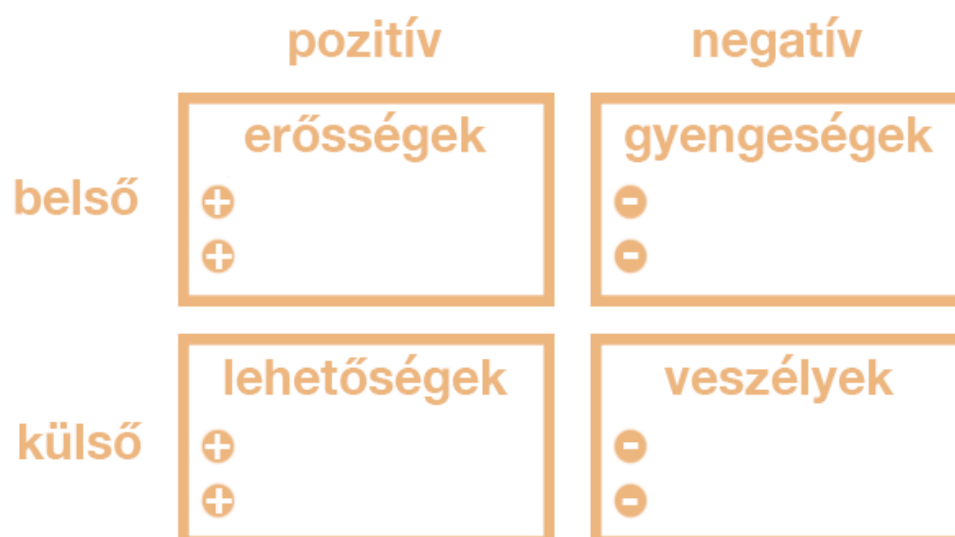 pozitív negatív
erősségek gyengeségek
belső
lehetőségek veszélyek
külső